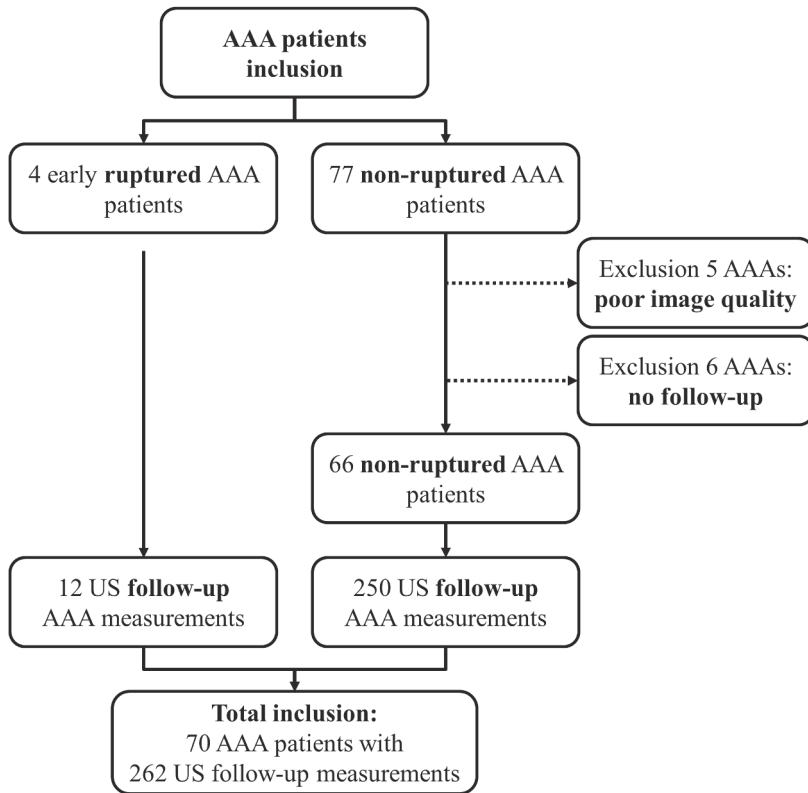 AAA patients
inclusion
4 early ruptured AAA
patients
77 non-ruptured AAA
patients
Exclusion 5 AAAs:
poor image quality
Exclusion 6 AAAs:
no follow-up
66 non-ruptured AAA
patients
12 US follow-up
AAA measurements
250 US follow-up
AAA measurements
Total inclusion:
70 AAA patients with
262 US follow-up measurements